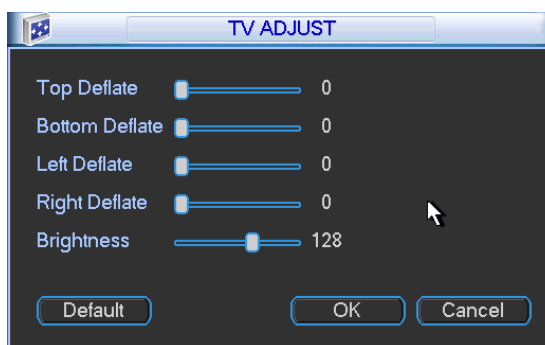 TV ADJUST
Top Deflate 0
Bottom Deflate 0
Left Deflate 0
Right Deflate 0
Brightness 128
Default OK Cancel